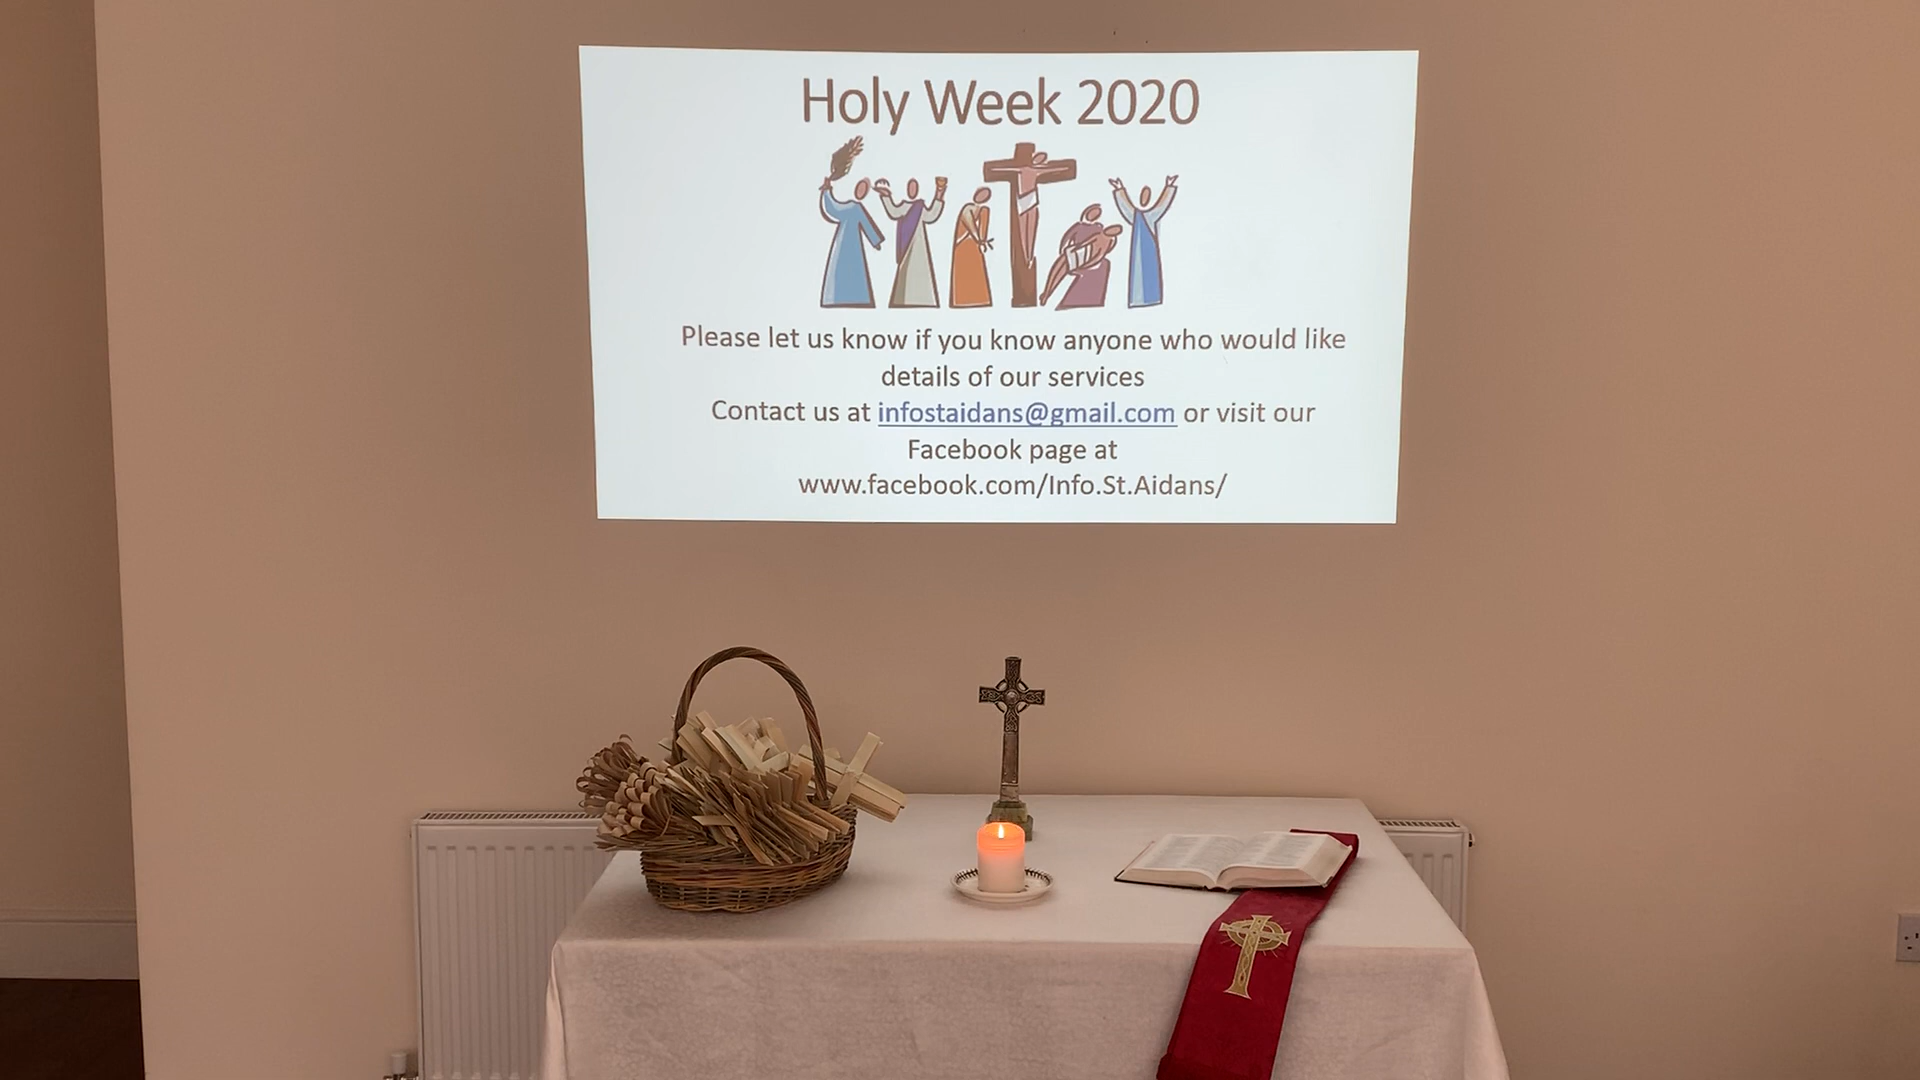 Holy Week 2020
Please let us know if you know anyone who would like
details of our services
Contact us at infostaidans@gmail.com or visit our
Facebook page at
www.facebook.com/Info.St.Aidans/